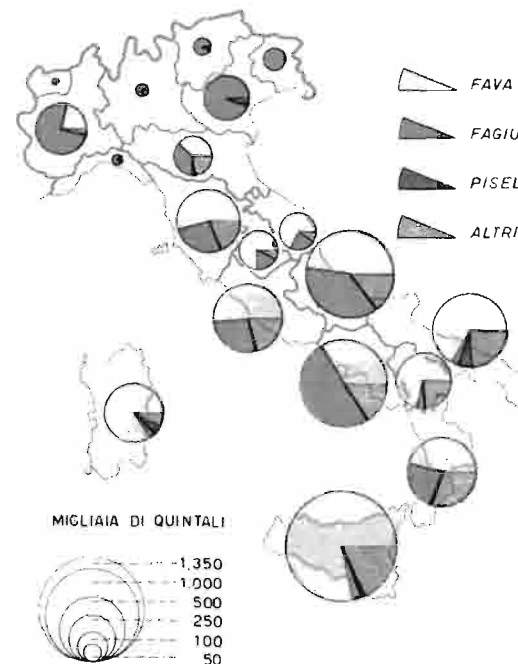 FAVA
FAGIU
PISEL
ALTRI
MIGLIAIA DI QUINTALI
1,350
1,000
500
250
100
50